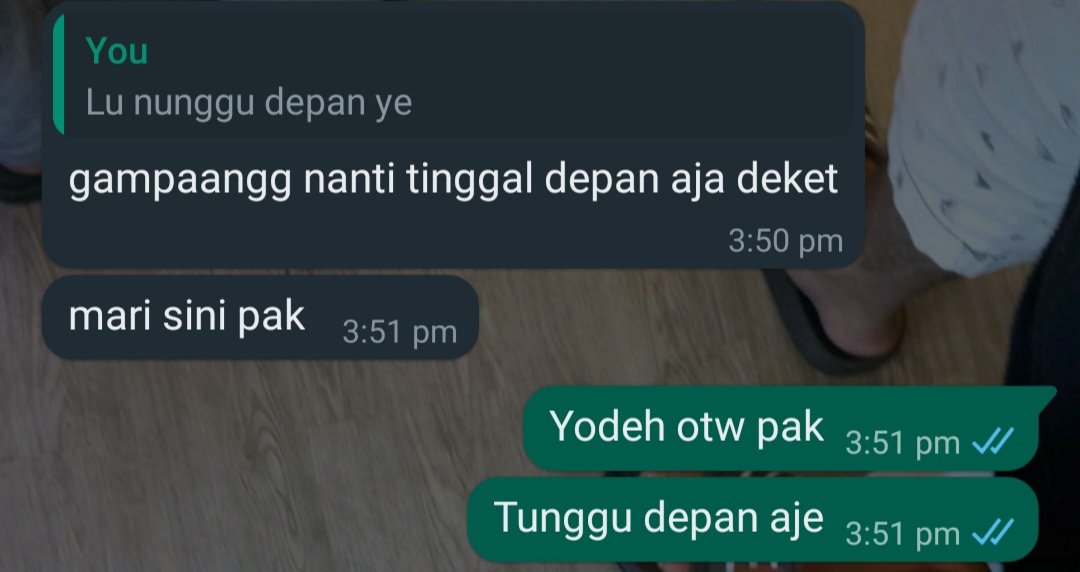 You
Lu nunggu depan ye
gampaangg nanti tinggal depan aja deket
3:50 pm
mari sini pak 3:51 pm
Yodeh otw pak 3:51 pm
Tunggu depan aje 3:51 pm